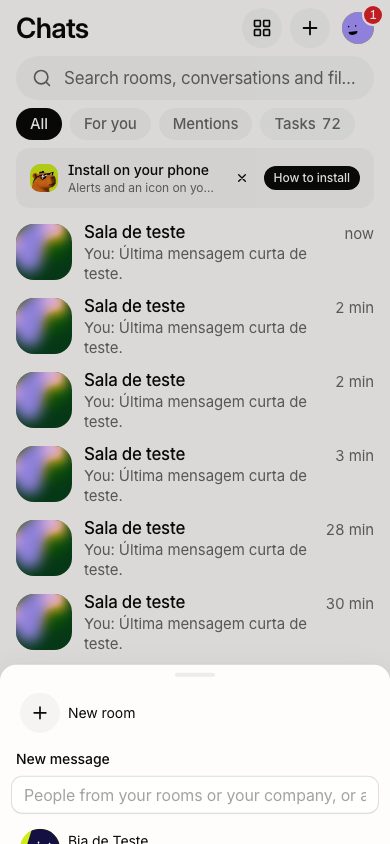 Chats
1
Search rooms, conversations and fil...
All
For you
Mentions
Tasks 72
Install on your phone
Alerts and an icon on yo...
How to install
Sala de teste
now
You: Última mensagem curta de
teste.
Sala de teste
2 min
You: Última mensagem curta de
teste.
Sala de teste
2 min
You: Última mensagem curta de
teste.
Sala de teste
3 min
You: Última mensagem curta de
teste.
Sala de teste
28 min
You: Última mensagem curta de
teste.
Sala de teste
30 min
You: Última mensagem curta de
teste.
New room
New message
People from your rooms or your company, or a
Bia de Teste